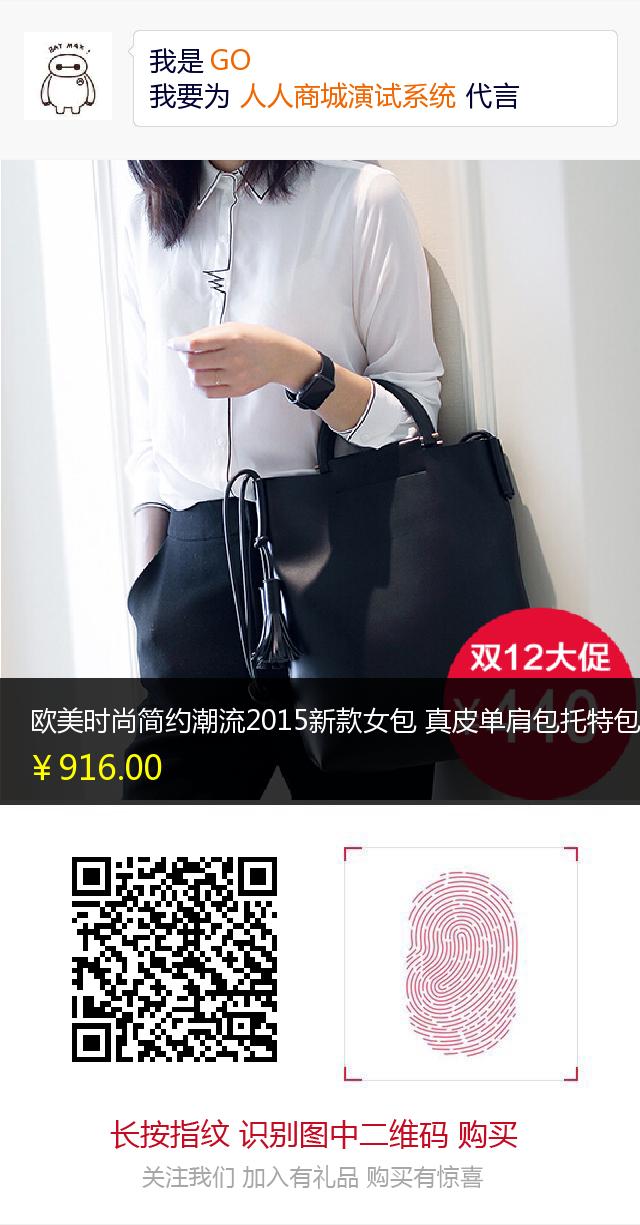 BAY MAX!
我是 GO
我要为 人人商城演试系统 代言
双12大促
¥440
欧美时尚简约潮流2015新款女包 真皮单肩包托特包
¥916.00
长按指纹 识别图中二维码 购买
关注我们 加入有礼品 购买有惊喜